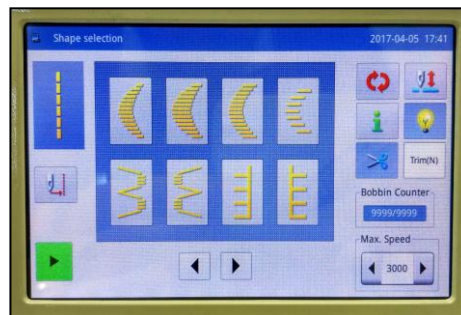 Shape selection
2017-04-05 17:41
Trim(N)
Bobbin Counter
9999/9999
Max. Speed
3000